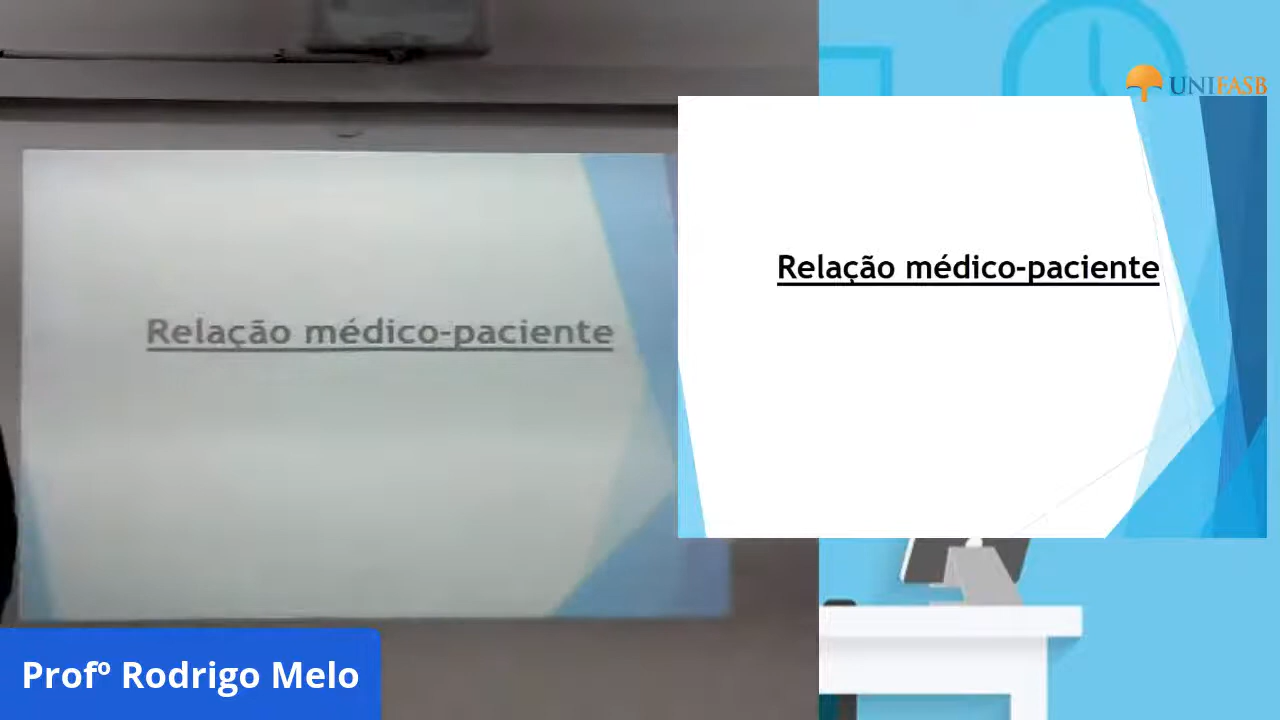 UNIFASB
Relação médico-paciente
Relação médico-paciente
Profº Rodrigo Melo